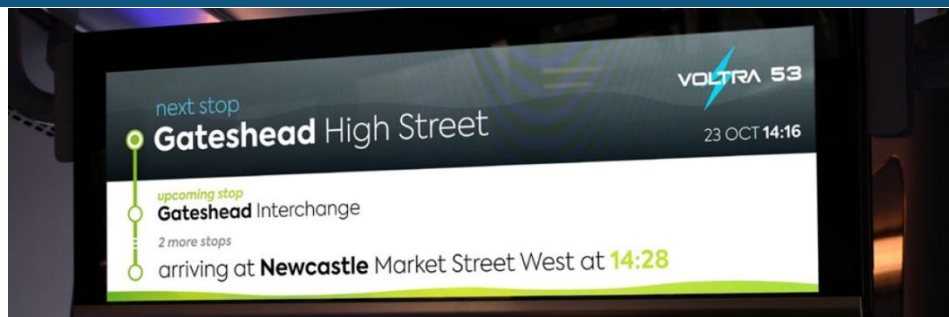 VOLTRA 53
next stop
Gateshead High Street
23 OCT 14:16
upcoming stop
Gateshead Interchange
2 more stops
arriving at Newcastle Market Street West at 14:28